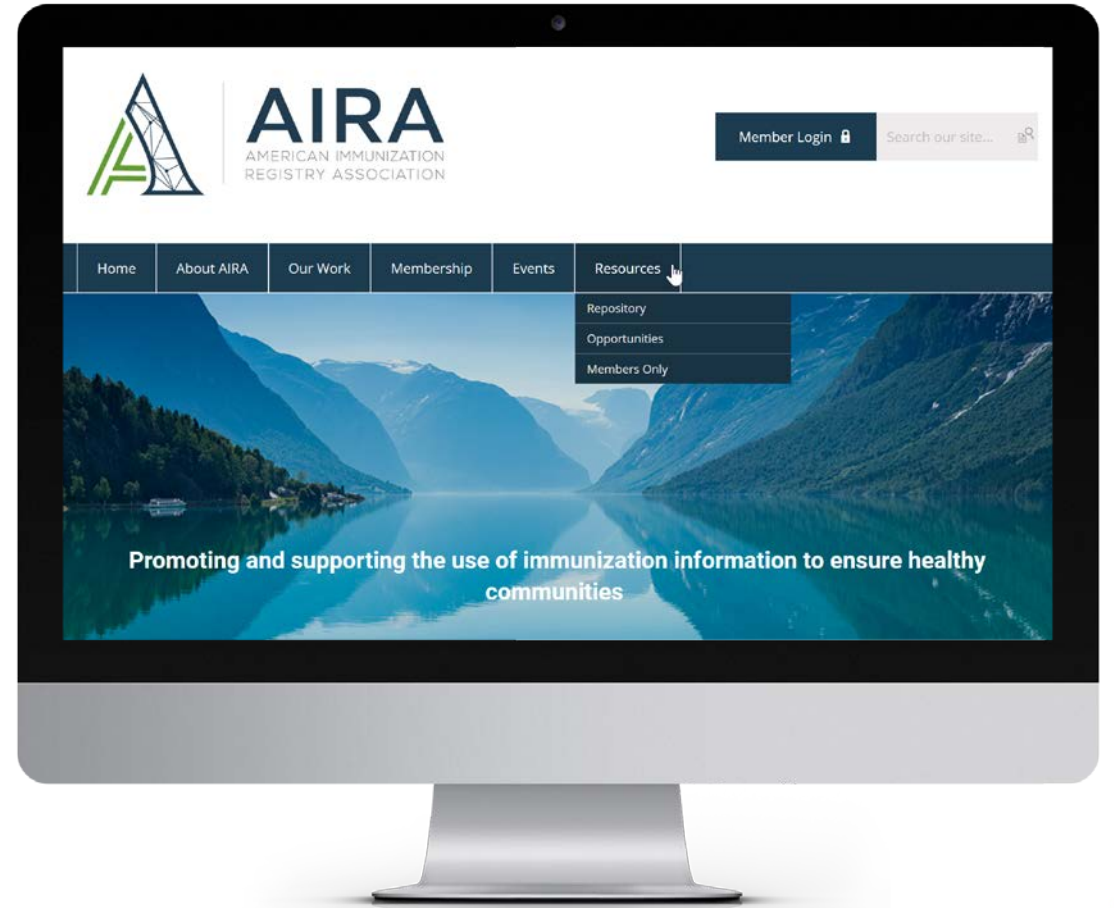 AIRA
AMERICAN IMMUNIZATION
REGISTRY ASSOCIATION
Member Login
Search our site...
Home
About AIRA
Our Work
Membership
Events
Resources
Repository
Opportunities
Members Only
Promoting and supporting the use of immunization information to ensure healthy
communities